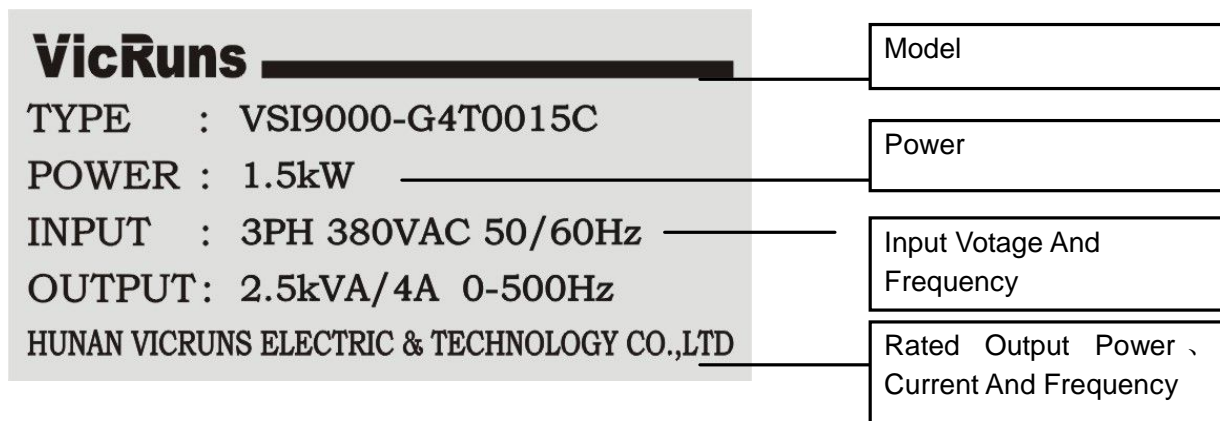 VicRuns
TYPE : VSI9000-G4T0015C
POWER : 1.5kW
INPUT : 3PH 380VAC 50/60Hz
OUTPUT: 2.5kVA/4A 0-500Hz
HUNAN VICRUNS ELECTRIC & TECHNOLOGY CO.,LTD
Model
Power
Input Votage And
Frequency
Rated Output Power、
Current And Frequency